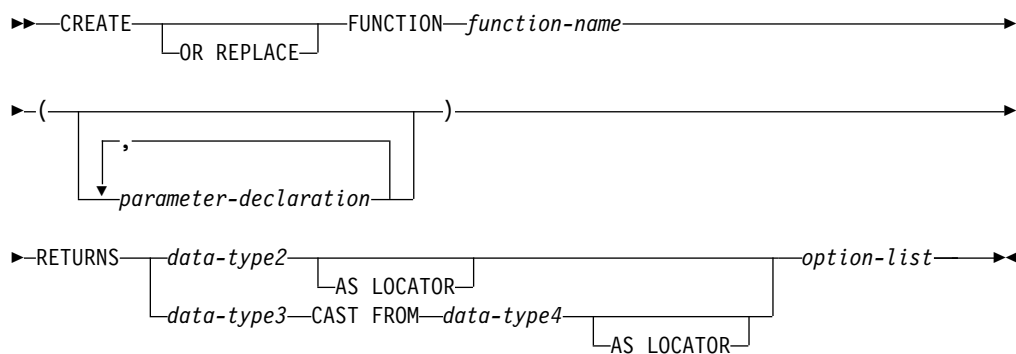 CREATE OR REPLACE FUNCTION function-name
(
,
parameter-declaration
)
RETURNS data-type2 AS LOCATOR option-list
data-type3 CAST FROM data-type4 AS LOCATOR